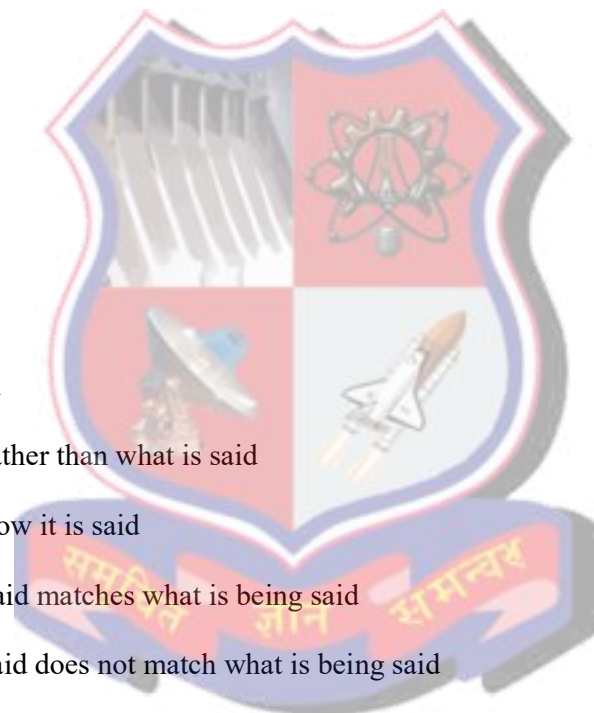 ather than what is said
ow it is said
aid matches what is being said
aid does not match what is being said
ज्ञान समन्वय